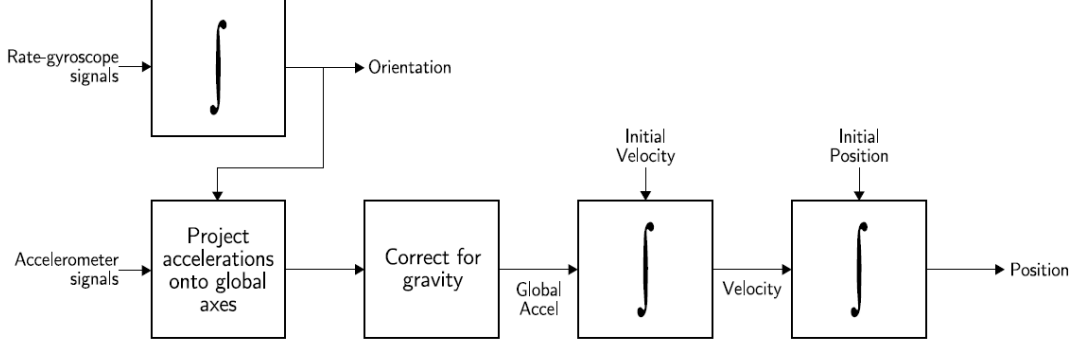 Rate-gyroscope
signals
∫
Orientation
Initial
Velocity
Initial
Position
Accelerometer
signals
Project
accelerations
onto global
axes
Correct for
gravity
Global
Accel
∫
Velocity
∫
Position